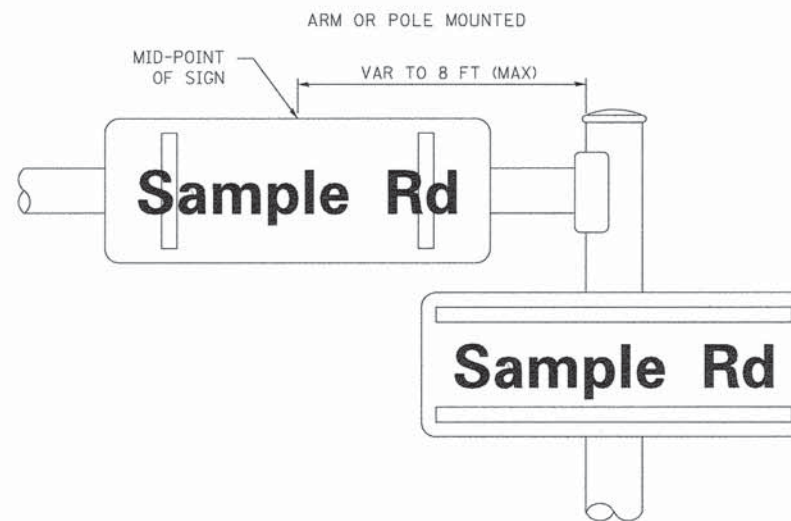 ARM OR POLE MOUNTED
MID-POINT
OF SIGN
VAR TO 8 FT (MAX)
Sample Rd
Sample Rd